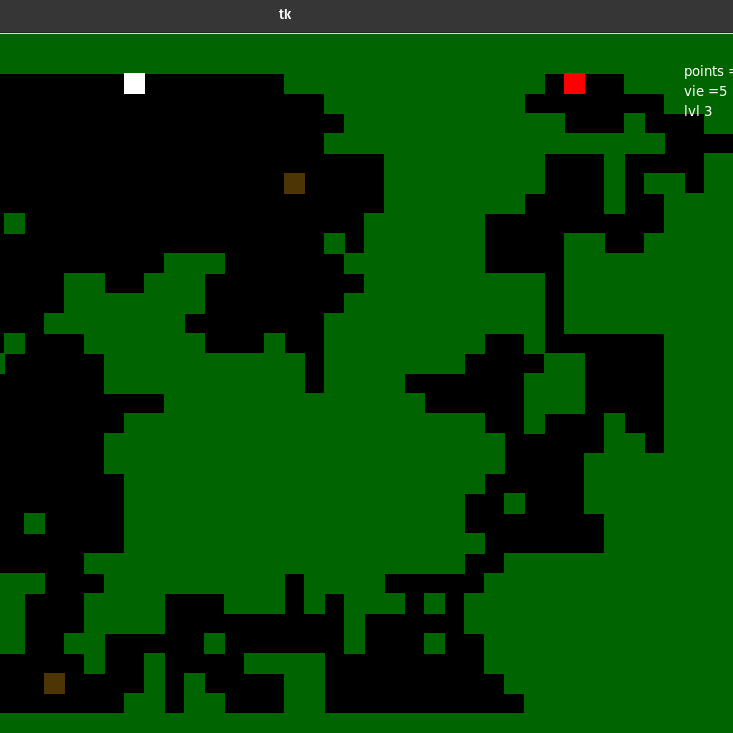 tk
points =
vie =5
lvl 3